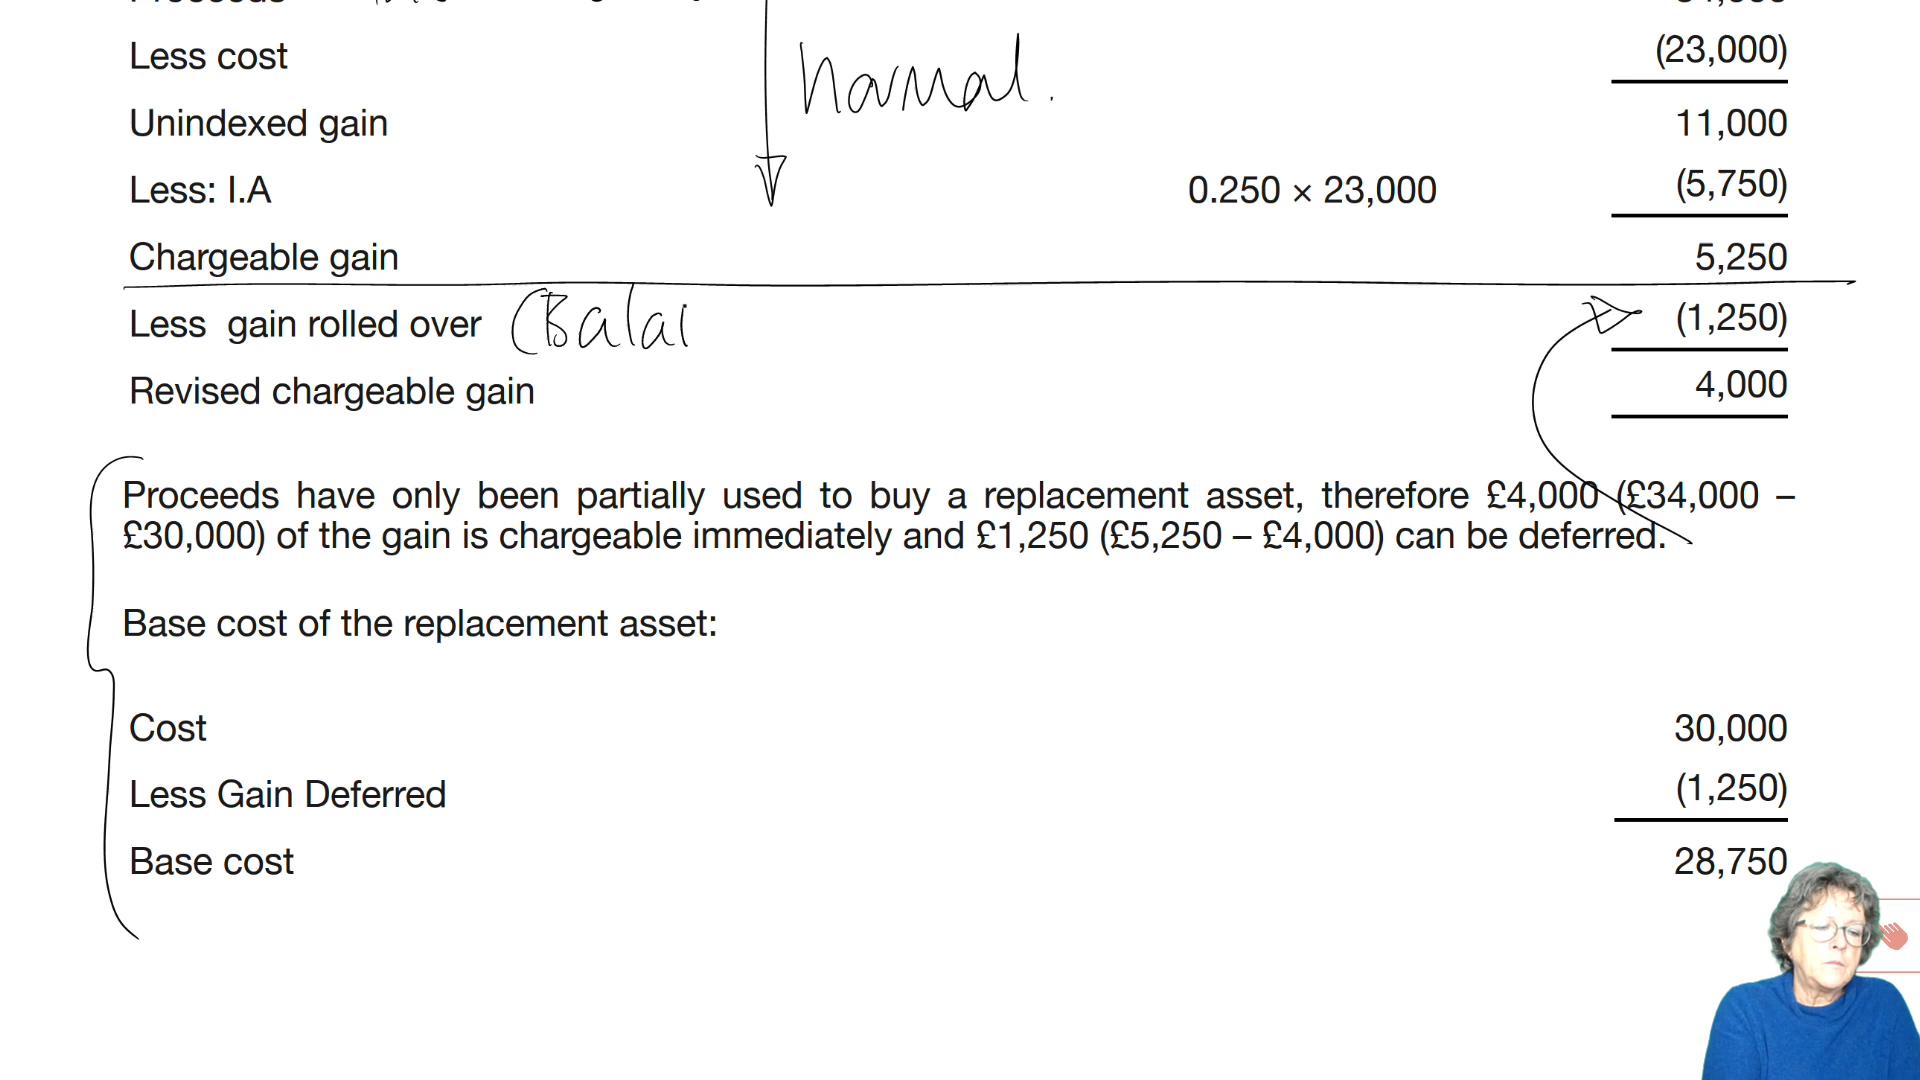 Less cost (23,000)
normal.
Unindexed gain 11,000
Less: I.A 0.250 × 23,000 (5,750)
Chargeable gain 5,250
Less gain rolled over (Balan (1,250)
Revised chargeable gain 4,000
Proceeds have only been partially used to buy a replacement asset, therefore £4,000 (£34,000 –
£30,000) of the gain is chargeable immediately and £1,250 (£5,250 – £4,000) can be deferred.
Base cost of the replacement asset:
Cost 30,000
Less Gain Deferred (1,250)
Base cost 28,750